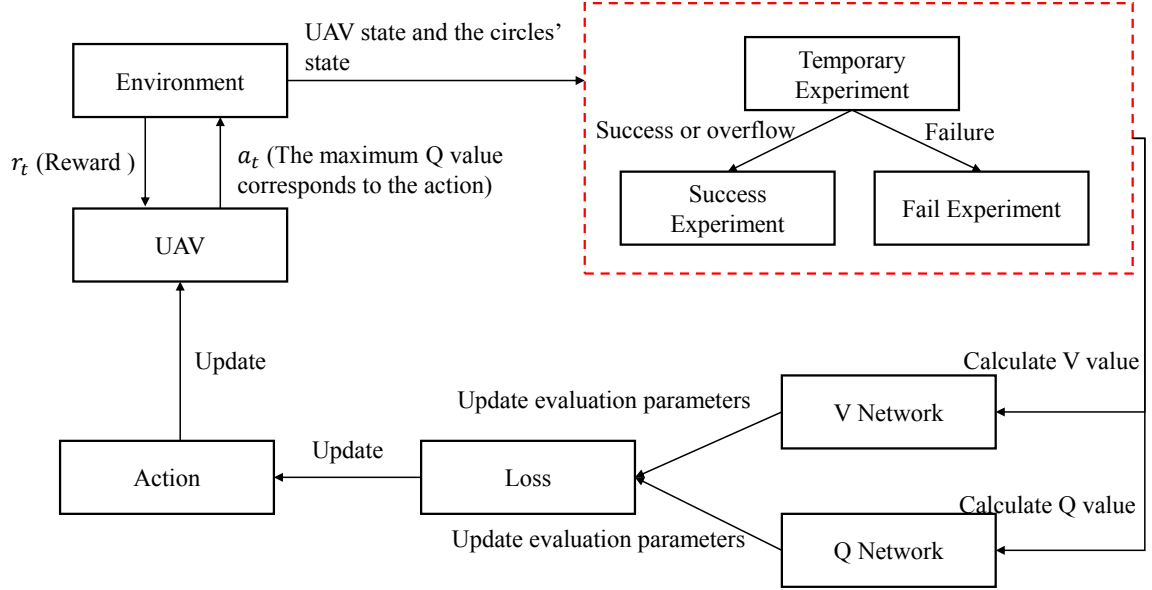 UAV state and the circles’
state
Environment
Temporary
Experiment
Success or overflow
Failure
r_t (Reward )
a_t (The maximum Q value
corresponds to the action)
Success
Experiment
Fail Experiment
UAV
Update
Calculate V value
Update evaluation parameters
V Network
Update
Action
Loss
Calculate Q value
Update evaluation parameters
Q Network